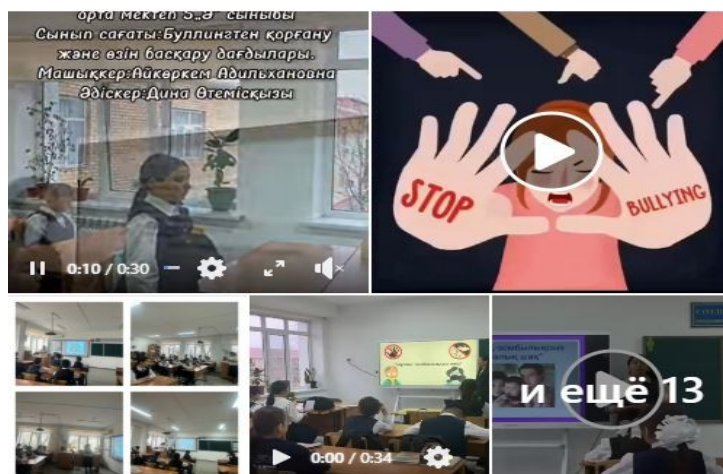 орта мектеп 5„Ә” сыныбы
Сынып сағаты:Буллингтен қорғану
және өзін басқару дағдылары.
Машықкер:Айкөркем Адильхановна
Әдіскер:Дина Өтемісқызы
0:10 / 0:30
STOP
BULLYING
0:00 / 0:34
и ещё 13